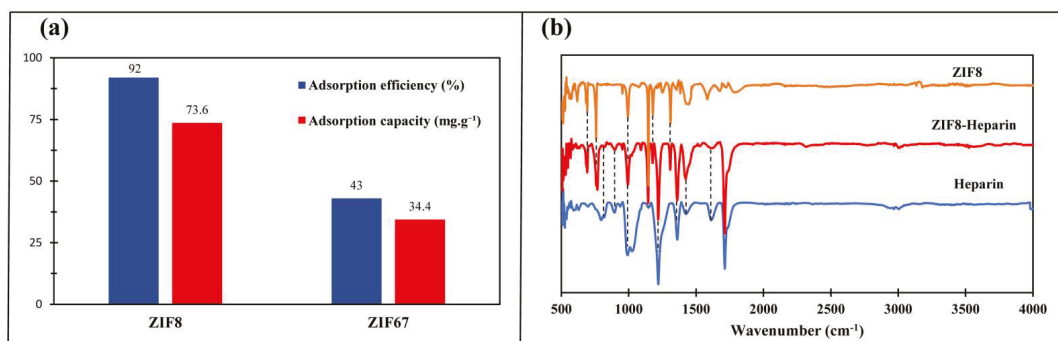 (a)
100
75
50
25
0
92
73.6
43
34.4
Adsorption efficiency (%)
Adsorption capacity (mg.g⁻¹)
ZIF8
ZIF67
(b)
ZIF8
ZIF8-Heparin
Heparin
500
1000
1500
2000
2500
3000
3500
4000
Wavenumber (cm⁻¹)